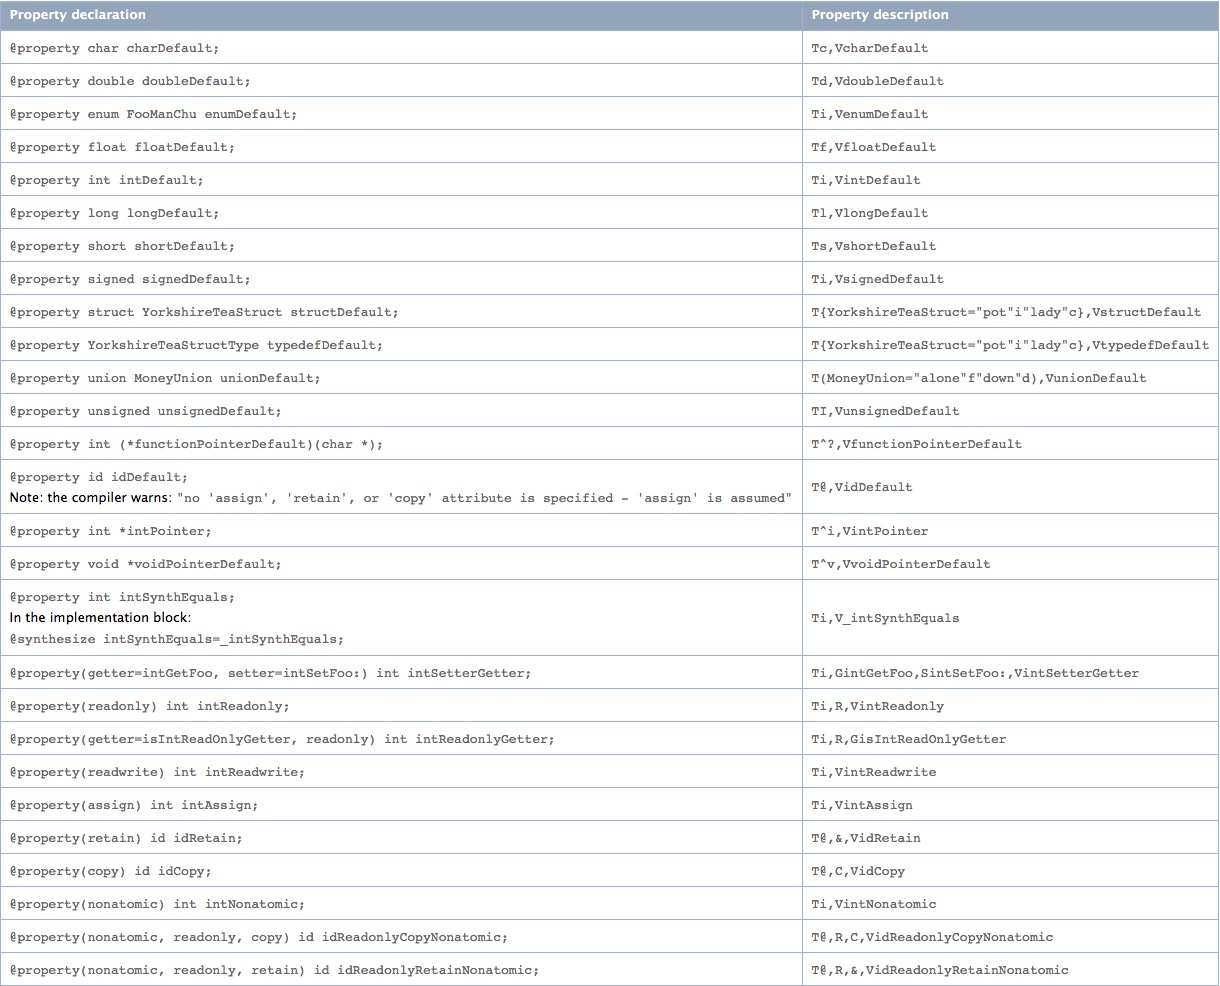 Property declaration Property description
@property char charDefault; Tc,VcharDefault
@property double doubleDefault; Td,VdoubleDefault
@property enum FooManChu enumDefault; Ti,VenumDefault
@property float floatDefault; Tf,VfloatDefault
@property int intDefault; Ti,VintDefault
@property long longDefault; Tl,VlongDefault
@property short shortDefault; Ts,VshortDefault
@property signed signedDefault; Ti,VsignedDefault
@property struct YorkshireTeaStruct structDefault; T{YorkshireTeaStruct="pot"i"lady"c},VstructDefault
@property YorkshireTeaStructType typedefDefault; T{YorkshireTeaStruct="pot"i"lady"c},VtypedefDefault
@property union MoneyUnion unionDefault; T(MoneyUnion="alone"f"down"d),VunionDefault
@property unsigned unsignedDefault; TI,VunsignedDefault
@property int (*functionPointerDefault)(char *); T^?,VfunctionPointerDefault
@property id idDefault;
Note: the compiler warns: "no 'assign', 'retain', or 'copy' attribute is specified - 'assign' is assumed"
T@,VidDefault
@property int *intPointer; T^i,VintPointer
@property void *voidPointerDefault; T^v,VvoidPointerDefault
@property int intSynthEquals;
In the implementation block:
@synthesize intSynthEquals=_intSynthEquals;
Ti,V_intSynthEquals
@property(getter=intGetFoo, setter=intSetFoo:) int intSetterGetter; Ti,GintGetFoo,SintSetFoo:,VintSetterGetter
@property(readonly) int intReadonly; Ti,R,VintReadonly
@property(getter=isIntReadOnlyGetter, readonly) int intReadonlyGetter; Ti,R,GisIntReadOnlyGetter
@property(readwrite) int intReadwrite; Ti,VintReadwrite
@property(assign) int intAssign; Ti,VintAssign
@property(retain) id idRetain; T@,&,VidRetain
@property(copy) id idCopy; T@,C,VidCopy
@property(nonatomic) int intNonatomic; Ti,VintNonatomic
@property(nonatomic, readonly, copy) id idReadonlyCopyNonatomic; T@,R,C,VidReadonlyCopyNonatomic
@property(nonatomic, readonly, retain) id idReadonlyRetainNonatomic; T@,R,&,VidReadonlyRetainNonatomic